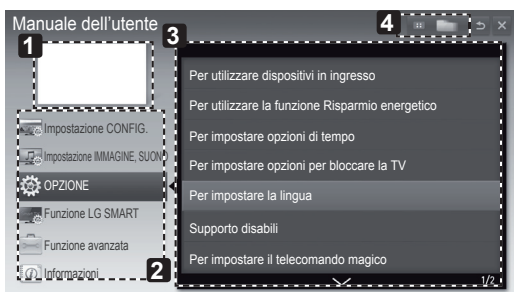 Manuale dell'utente
4
1
3
Impostazione CONFIG.
Impostazione IMMAGINE, SUONO
OPZIONE
Funzione LG SMART
Funzione avanzata
Informazioni
2
Per utilizzare dispositivi in ingresso
Per utilizzare la funzione Risparmio energetico
Per impostare opzioni di tempo
Per impostare opzioni per bloccare la TV
Per impostare la lingua
Supporto disabili
Per impostare il telecomando magico
1/2